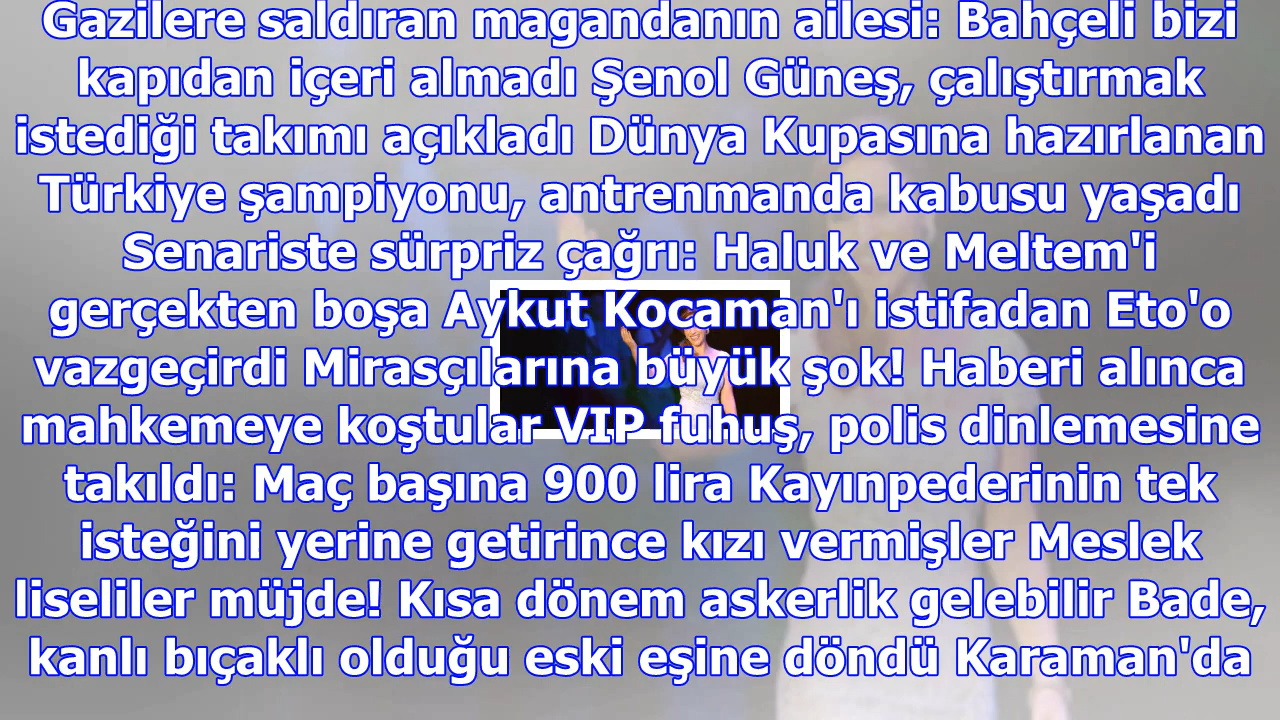 Gazilere saldıran magandanın ailesi: Bahçeli bizi
kapıdan içeri almadı Şenol Güneş, çalıştırmak
istediği takımı açıkladı Dünya Kupasına hazırlanan
Türkiye şampiyonu, antrenmanda kabusu yaşadı
Senariste sürpriz çağrı: Haluk ve Meltem'i
gerçekten boşa Aykut Kocaman'ı istifadan Eto'o
vazgeçirdi Mirasçılarına büyük şok! Haberi alınca
mahkemeye koştular VIP fuhuş, polis dinlemesine
takıldı: Maç başına 900 lira Kayınpederinin tek
isteğini yerine getirince kızı vermişler Meslek
liseliler müjde! Kısa dönem askerlik gelebilir Bade,
kanlı bıçaklı olduğu eski eşine döndü Karaman'da